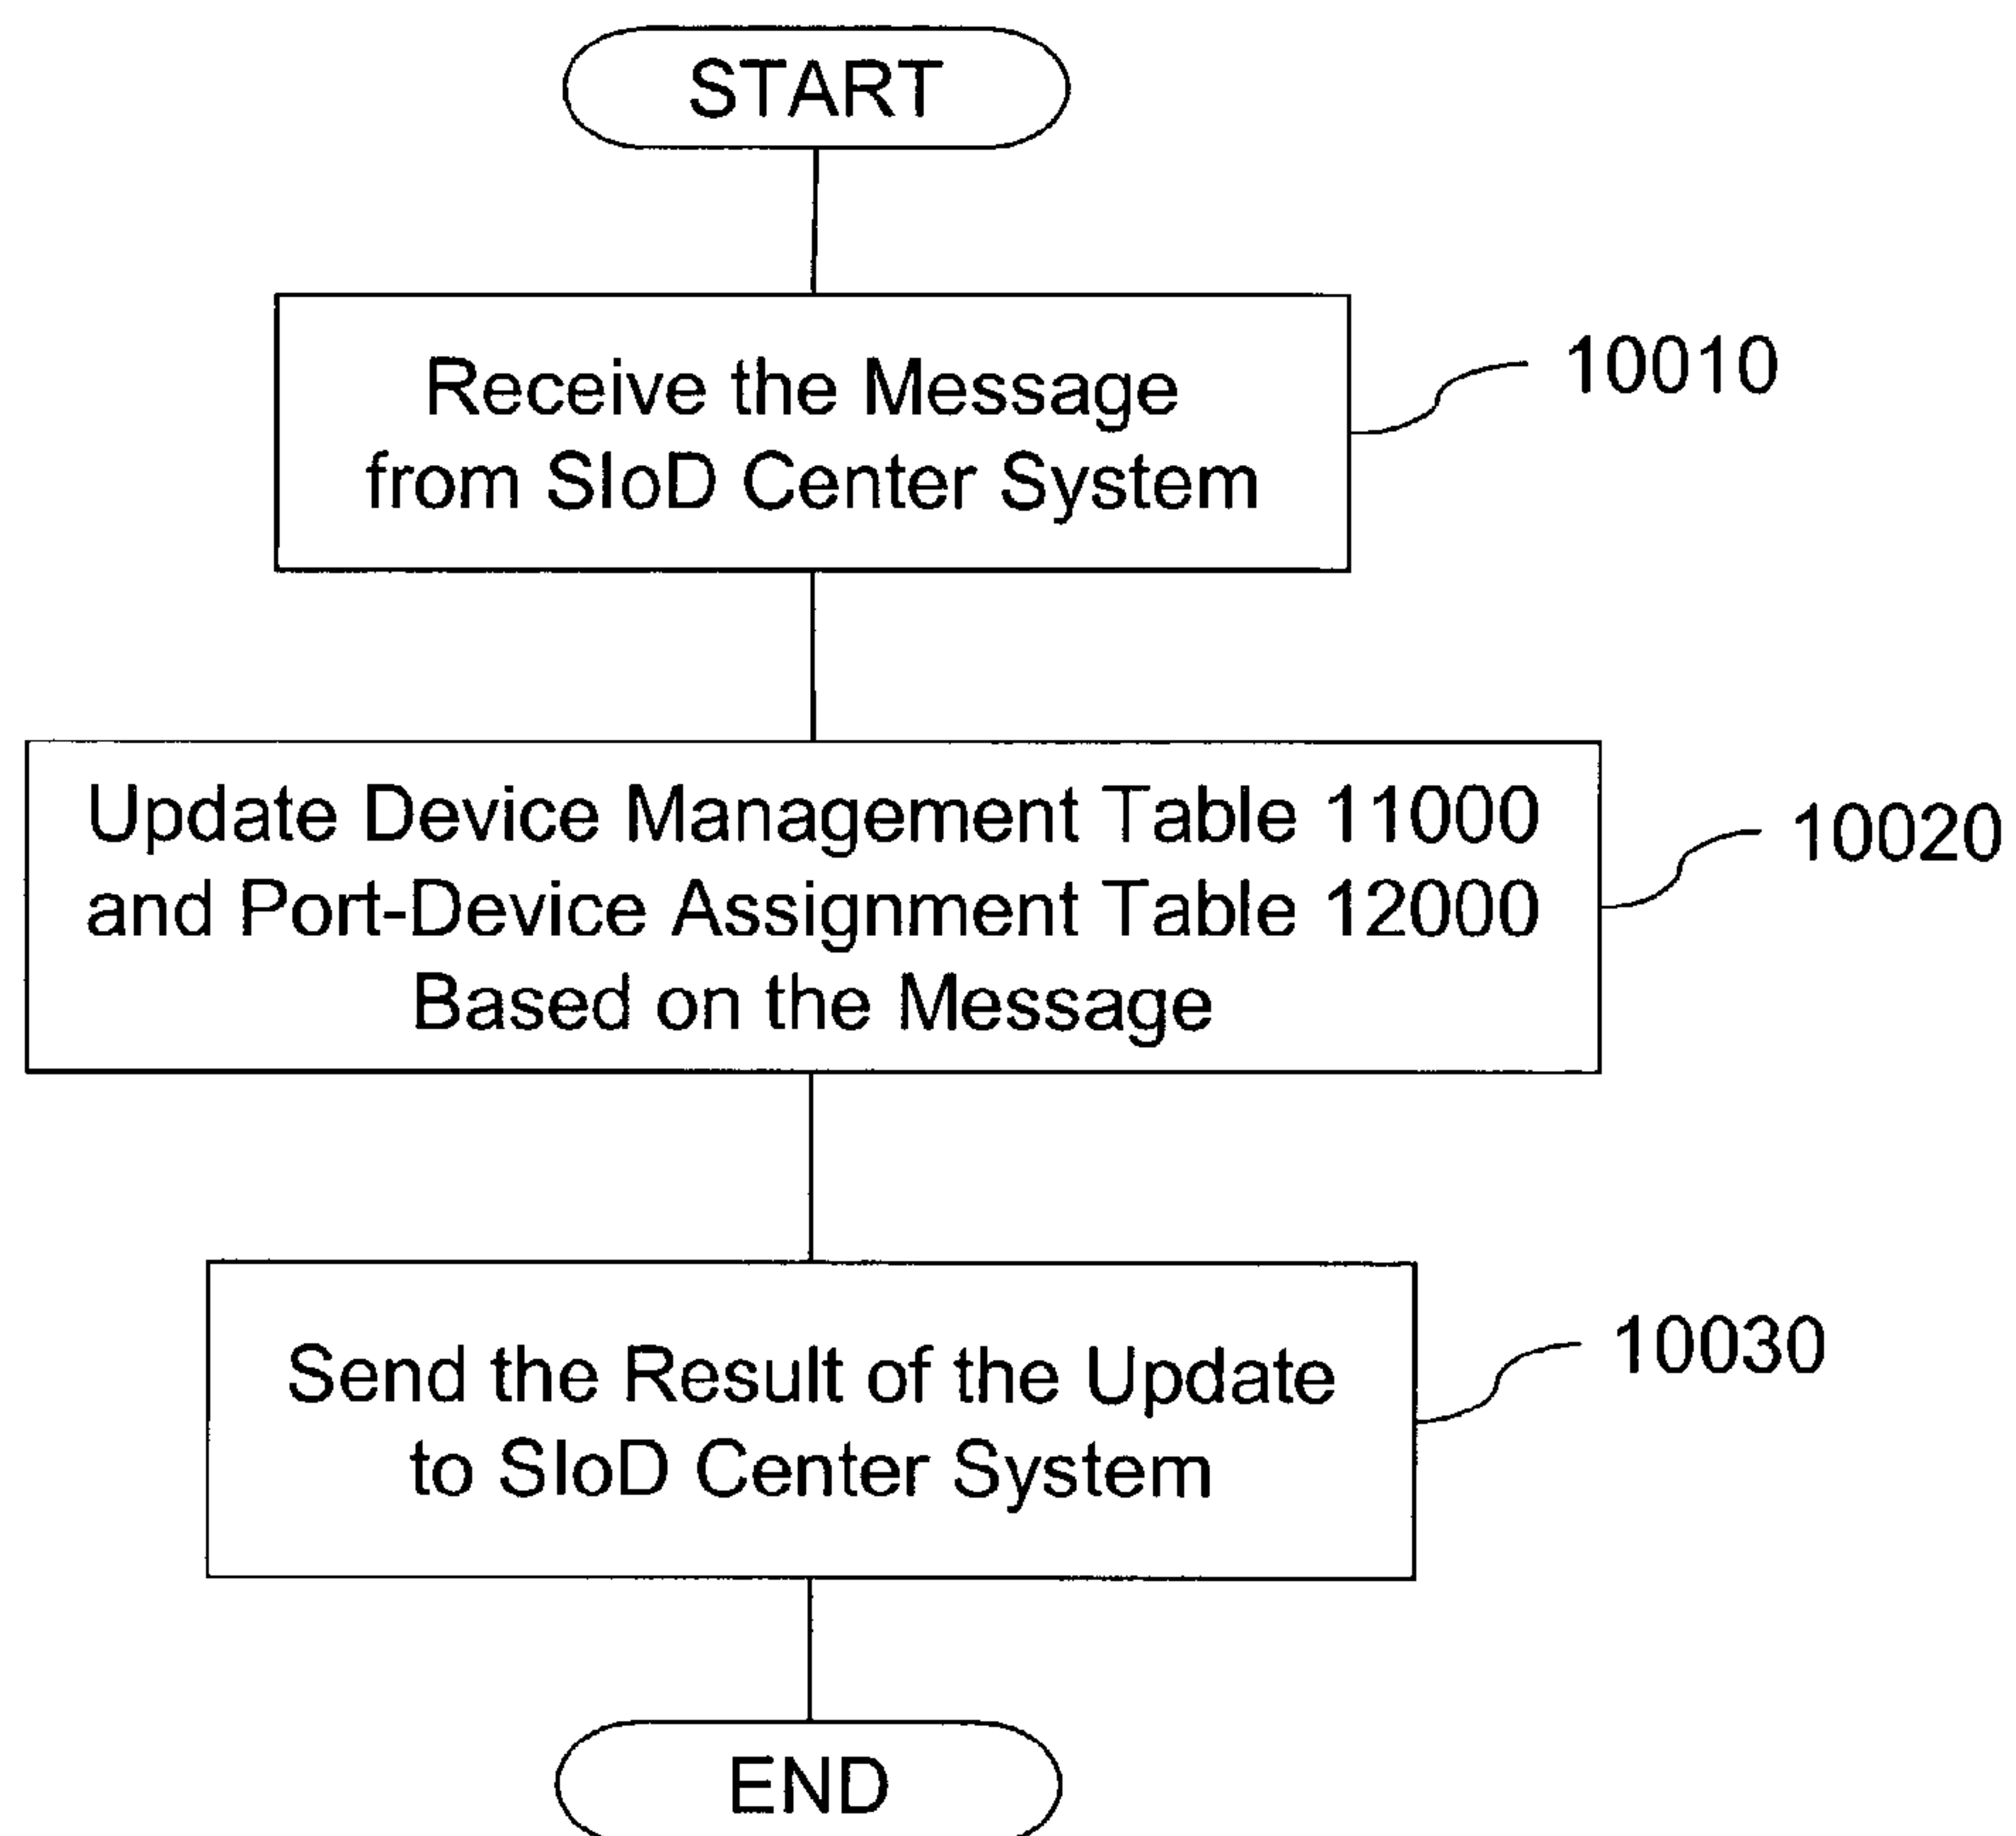 START
Receive the Message
from SIoD Center System
10010
Update Device Management Table 11000
and Port-Device Assignment Table 12000
Based on the Message
10020
Send the Result of the Update
to SIoD Center System
10030
END